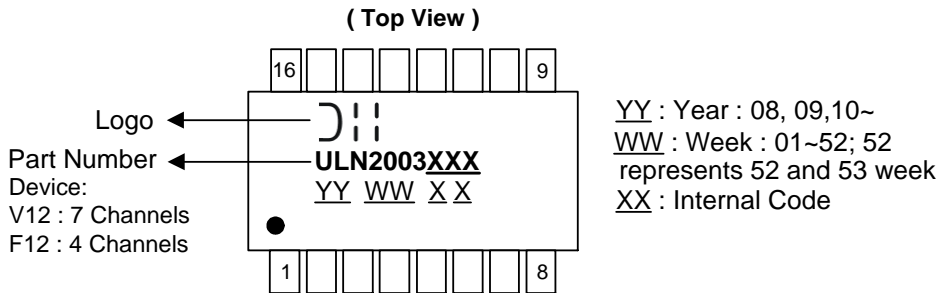 ( Top View )
16 9
Logo
Part Number
Device:
V12 : 7 Channels
F12 : 4 Channels
ULN2003XXX
YY WW X X
1 8
YY : Year : 08, 09,10~
WW : Week : 01~52; 52
represents 52 and 53 week
XX : Internal Code